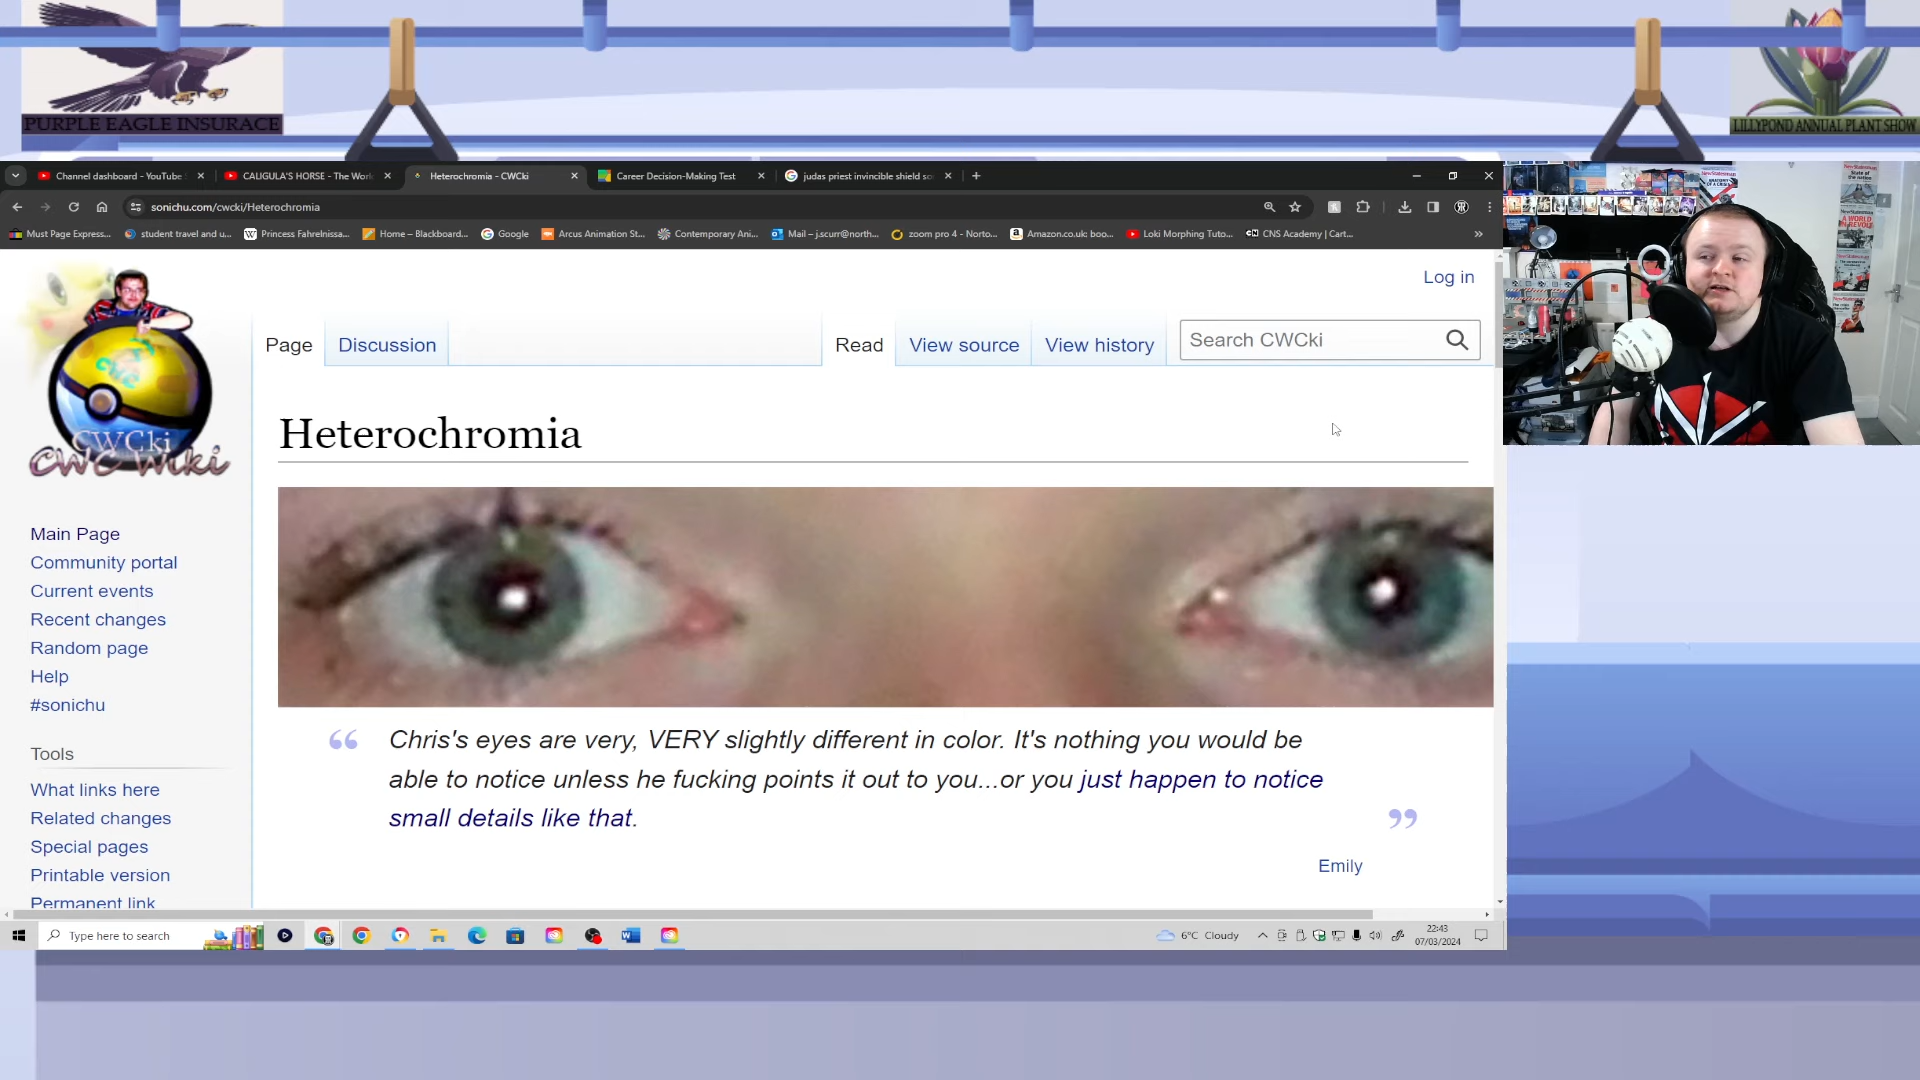 PURPLE EAGLE INSURACE
LILLYPOND ANNUAL PLANT SHOW
Channel dashboard - YouTube
CALIGULA'S HORSE - The Worl
Heterochromia - CWCki
Career Decision-Making Test
judas priest invincible shield so
sonichu.com/cwcki/Heterochromia
Must Page Express...
student travel and u...
Princess Fahrelnissa...
Home – Blackboard...
Google
Arcus Animation St...
Contemporary Ani...
Mail – j.scurr@north...
zoom pro 4 - Norto...
Amazon.co.uk: boo...
Loki Morphing Tuto...
CNS Academy | Cart...
Log in
Page
Discussion
Read
View source
View history
Search CWCki
CWCki
CWC Wiki
Heterochromia
Main Page
Community portal
Current events
Recent changes
Random page
Help
#sonichu
Tools
What links here
Related changes
Special pages
Printable version
Permanent link
“ Chris's eyes are very, VERY slightly different in color. It's nothing you would be
able to notice unless he fucking points it out to you...or you just happen to notice
small details like that. ”
Emily
Type here to search
6°C Cloudy
22:43
07/03/2024